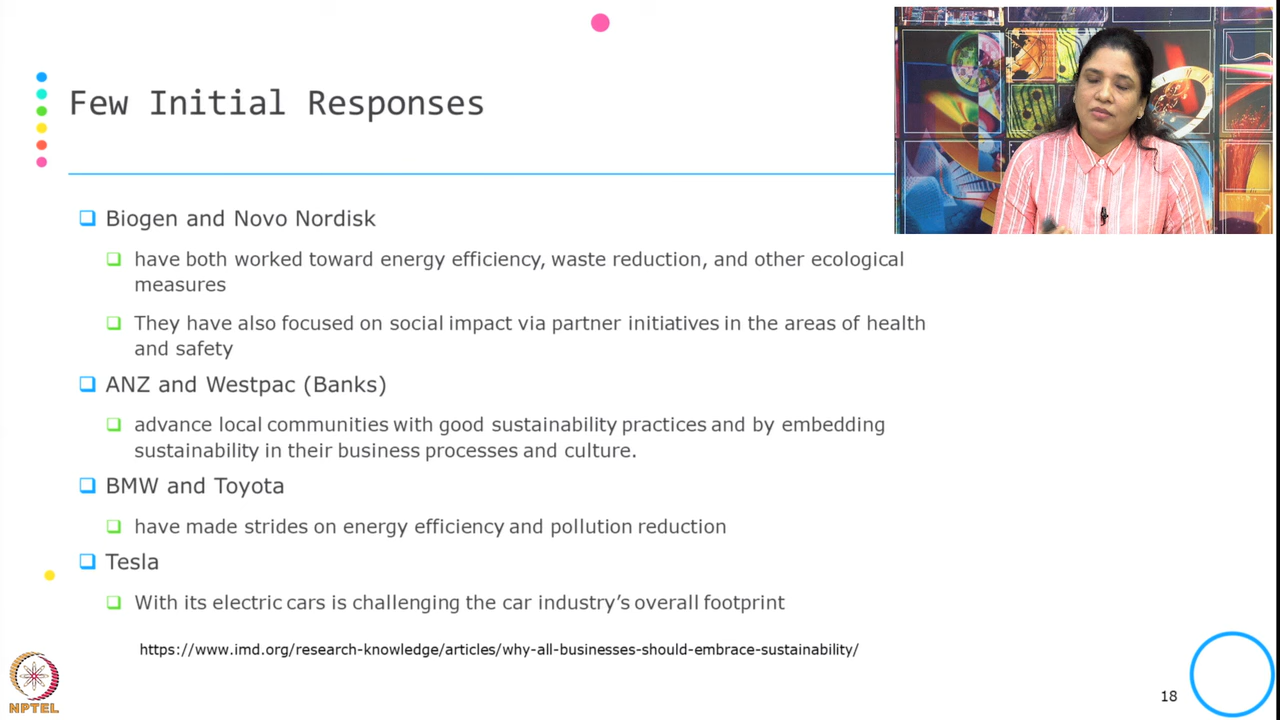 Few Initial Responses
Biogen and Novo Nordisk
have both worked toward energy efficiency, waste reduction, and other ecological
measures
They have also focused on social impact via partner initiatives in the areas of health
and safety
ANZ and Westpac (Banks)
advance local communities with good sustainability practices and by embedding
sustainability in their business processes and culture.
BMW and Toyota
have made strides on energy efficiency and pollution reduction
Tesla
With its electric cars is challenging the car industry’s overall footprint
https://www.imd.org/research-knowledge/articles/why-all-businesses-should-embrace-sustainability/
NPTEL
18